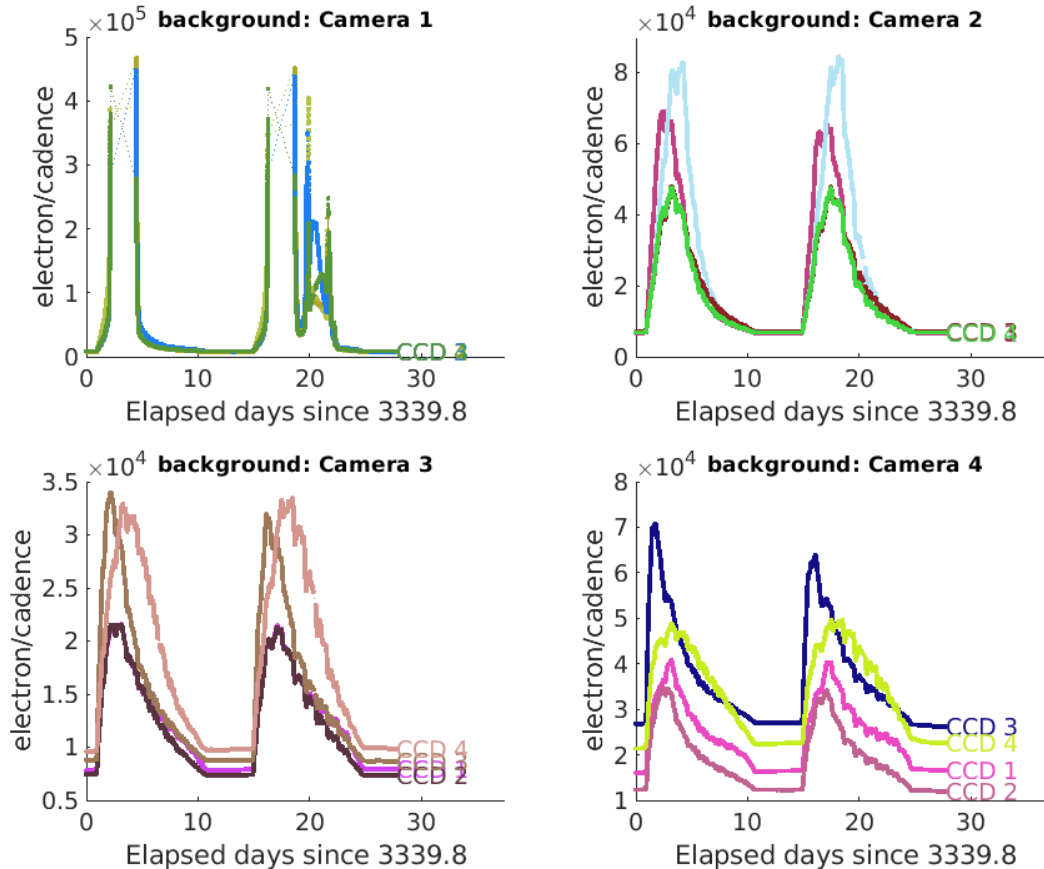 background: Camera 1
×10^5
electron/cadence
5
4
3
2
1
0
0 10 20 30
Elapsed days since 3339.8
background: Camera 2
×10^4
electron/cadence
8
6
4
2
0
0 10 20 30
Elapsed days since 3339.8
background: Camera 3
×10^4
electron/cadence
3.5
3
2.5
2
1.5
1
0.5
CCD 4
CCD 2
0 10 20 30
Elapsed days since 3339.8
background: Camera 4
×10^4
electron/cadence
8
7
6
5
4
3
2
1
CCD 3
CCD 4
CCD 1
CCD 2
0 10 20 30
Elapsed days since 3339.8